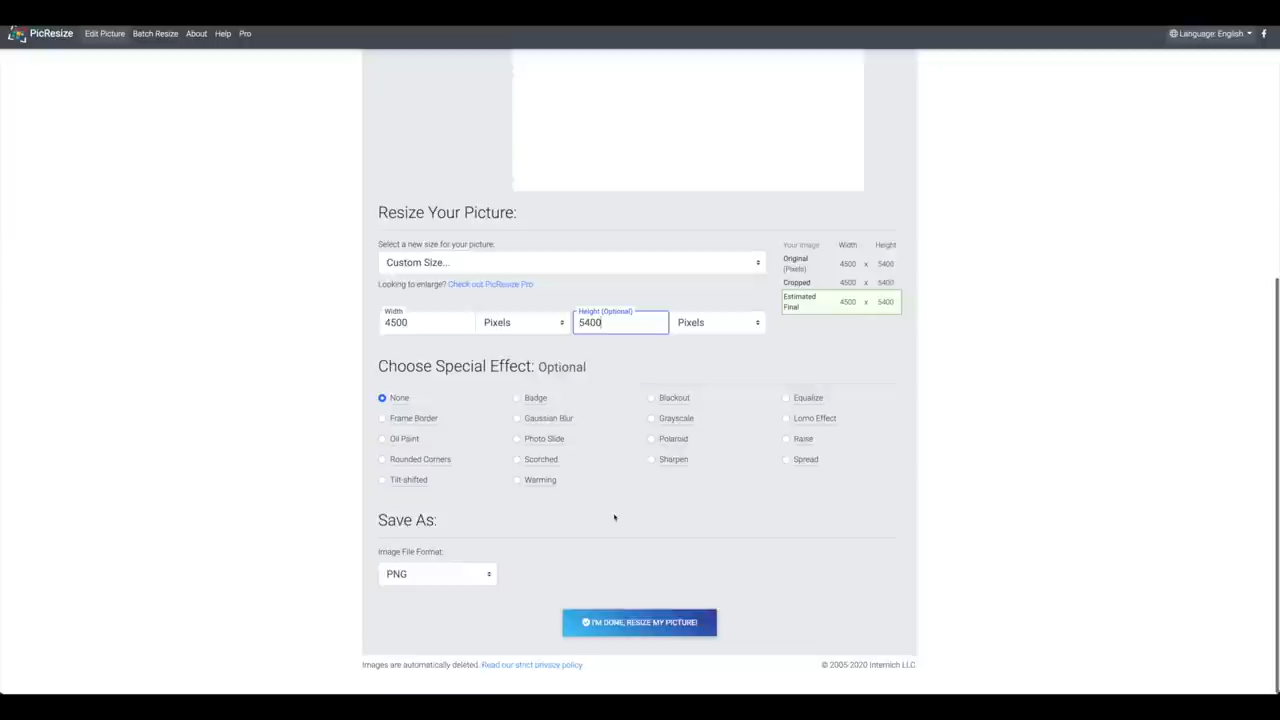 PicResize Edit Picture Batch Resize About Help Pro Language: English
Resize Your Picture:
Select a new size for your picture:
Custom Size...
Looking to enlarge? Check out PicResize Pro
Your Image Width Height
Original (Pixels) 4500 x 5400
Cropped 4500 x 5400
Estimated Final 4500 x 5400
Width Height (Optional)
4500 Pixels 5400 Pixels
Choose Special Effect: Optional
None Badge Blackout Equalize
Frame Border Gaussian Blur Grayscale Lomo Effect
Oil Paint Photo Slide Polaroid Raise
Rounded Corners Scorched Sharpen Spread
Tilt-shifted Warming
Save As:
Image File Format:
PNG
I'M DONE, RESIZE MY PICTURE!
Images are automatically deleted. Read our strict privacy policy © 2005-2020 Internich LLC